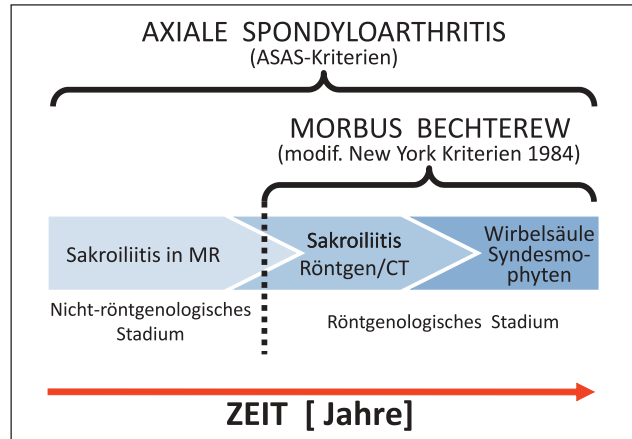 AXIALE SPONDYLOARTHRITIS
(ASAS-Kriterien)
MORBUS BECHTEREW
(modif. New York Kriterien 1984)
Sakroiliitis in MR
Sakroiliitis
Röntgen/CT
Wirbelsäule
Syndesmo-
phyten
Nicht-röntgenologisches
Stadium
Röntgenologisches Stadium
ZEIT [ Jahre]